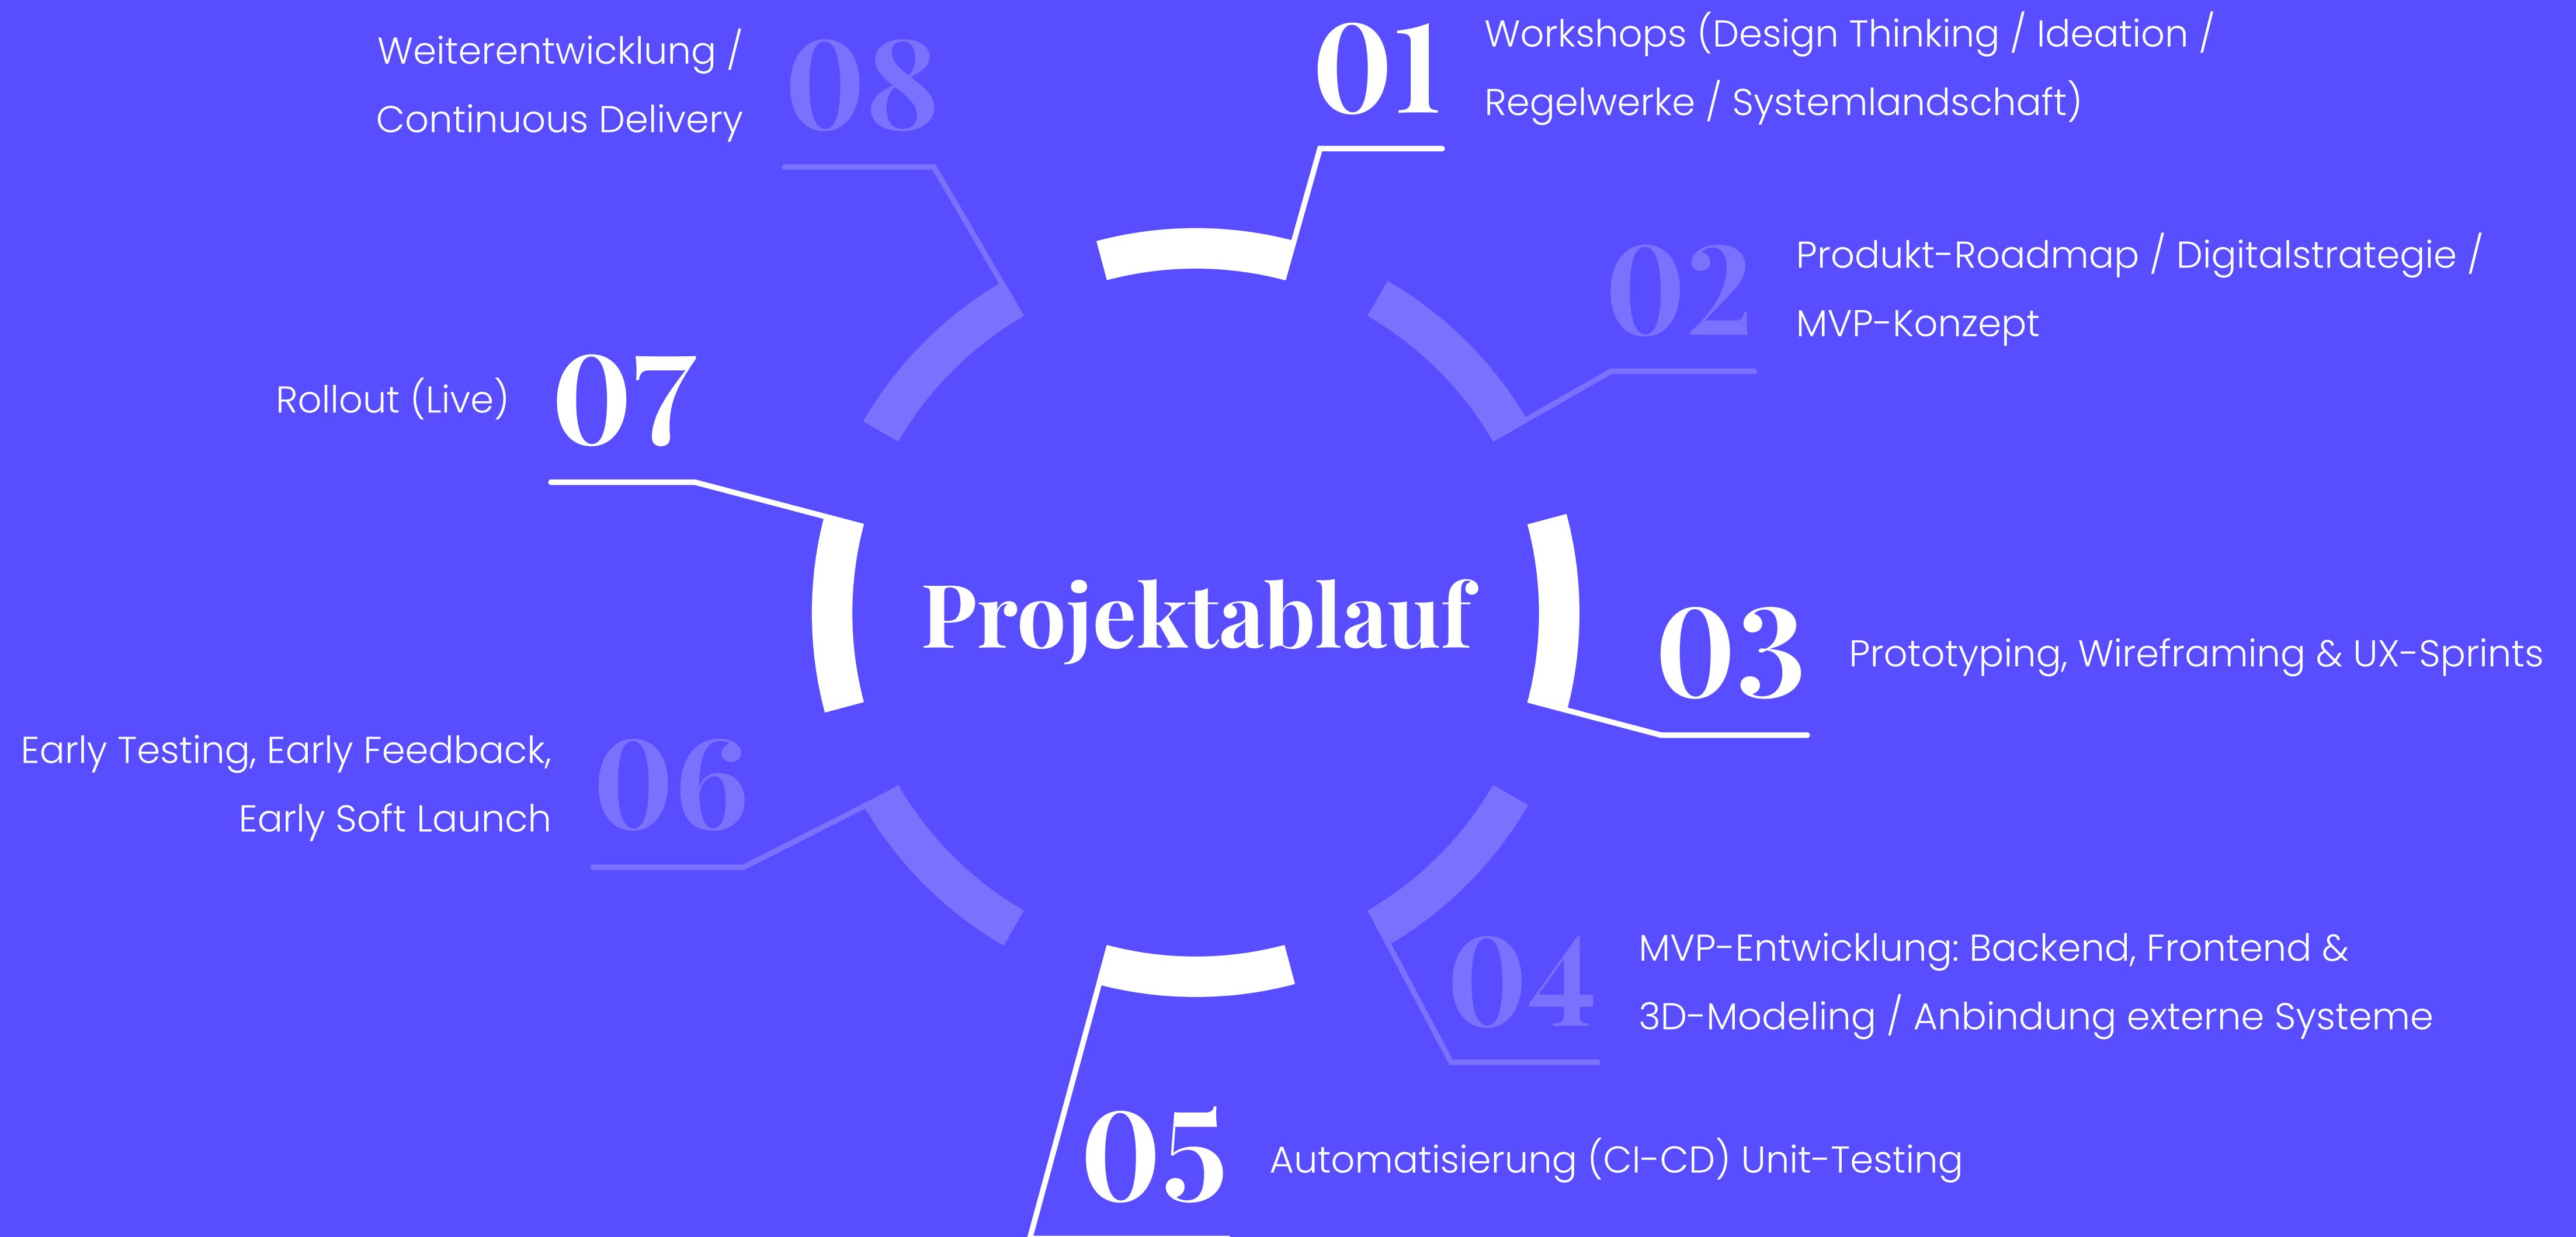 01
Workshops (Design Thinking / Ideation /
Regelwerke / Systemlandschaft)
02
Produkt-Roadmap / Digitalstrategie /
MVP-Konzept
03
Prototyping, Wireframing & UX-Sprints
04
MVP-Entwicklung: Backend, Frontend &
3D-Modeling / Anbindung externe Systeme
05
Automatisierung (CI-CD) Unit-Testing
06
Early Testing, Early Feedback,
Early Soft Launch
07
Rollout (Live)
08
Weiterentwicklung /
Continuous Delivery
Projektablauf